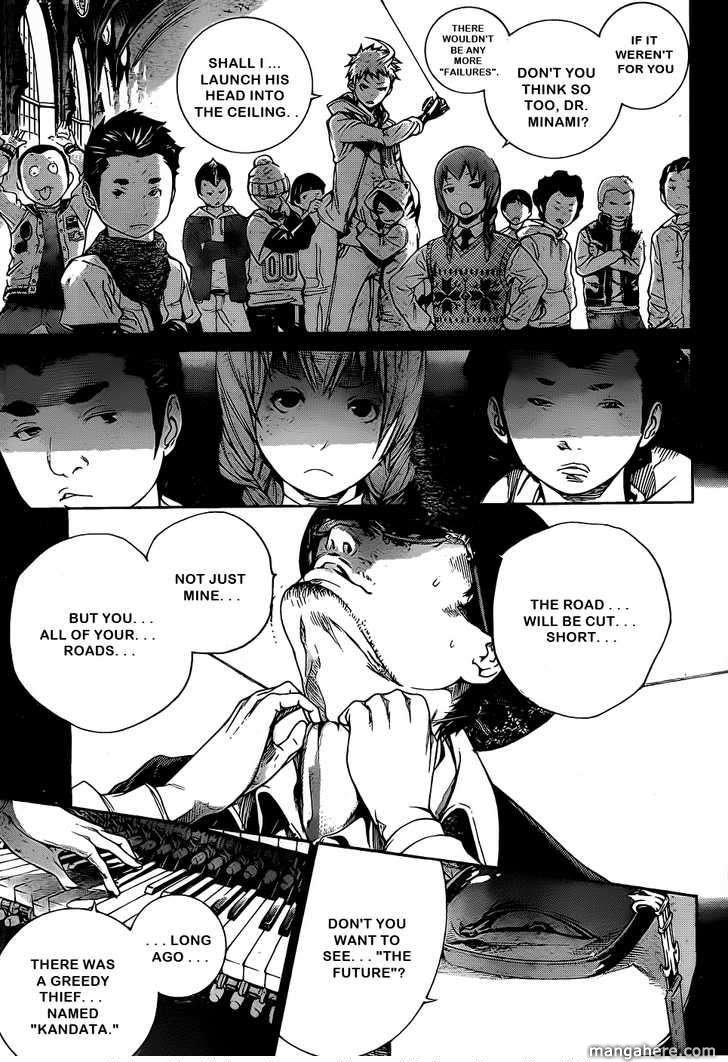 IF IT
WEREN'T
FOR YOU
THERE
WOULDN'T
BE ANY
MORE
"FAILURES".
DON'T YOU
THINK SO
TOO, DR.
MINAMI?
SHALL I ...
LAUNCH HIS
HEAD INTO
THE CEILING. .
00
THE ROAD . . .
WILL BE CUT. . .
SHORT. . .
NOT JUST
MINE. . .
BUT YOU. . .
ALL OF YOUR. . .
ROADS. . .
DON'T YOU
WANT TO
SEE. . . "THE
FUTURE"?
. . . LONG
AGO . . .
THERE WAS
A GREEDY
THIEF. . .
NAMED
"KANDATA."
mangahere.com